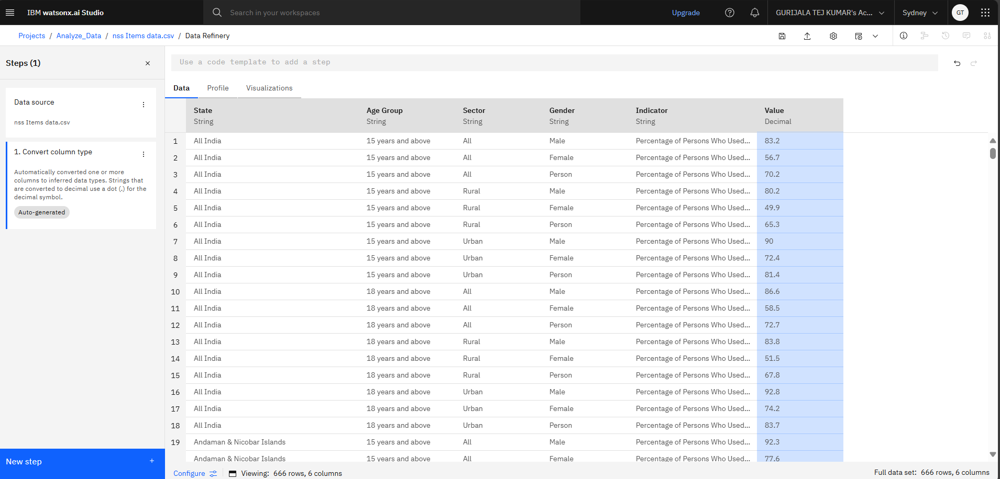 IBM watsonx.ai Studio
Search in your workspaces
Upgrade
GURIJALA TEJ KUMAR's Ac...
Sydney
GT
Projects / Analyze_Data / nss Items data.csv / Data Refinery
Steps (1)
Data source
nss Items data.csv
1. Convert column type
Automatically converted one or more
columns to inferred data types. Strings that
are converted to decimal use a dot (.) for the
decimal symbol.
Auto-generated
New step
Use a code template to add a step
Data Profile Visualizations
State Age Group Sector Gender Indicator Value
String String String String String Decimal
1 All India 15 years and above All Male Percentage of Persons Who Used... 83.2
2 All India 15 years and above All Female Percentage of Persons Who Used... 56.7
3 All India 15 years and above All Person Percentage of Persons Who Used... 70.2
4 All India 15 years and above Rural Male Percentage of Persons Who Used... 80.2
5 All India 15 years and above Rural Female Percentage of Persons Who Used... 49.9
6 All India 15 years and above Rural Person Percentage of Persons Who Used... 65.3
7 All India 15 years and above Urban Male Percentage of Persons Who Used... 90
8 All India 15 years and above Urban Female Percentage of Persons Who Used... 72.4
9 All India 15 years and above Urban Person Percentage of Persons Who Used... 81.4
10 All India 18 years and above All Male Percentage of Persons Who Used... 86.6
11 All India 18 years and above All Female Percentage of Persons Who Used... 58.5
12 All India 18 years and above All Person Percentage of Persons Who Used... 72.7
13 All India 18 years and above Rural Male Percentage of Persons Who Used... 83.8
14 All India 18 years and above Rural Female Percentage of Persons Who Used... 51.5
15 All India 18 years and above Rural Person Percentage of Persons Who Used... 67.8
16 All India 18 years and above Urban Male Percentage of Persons Who Used... 92.8
17 All India 18 years and above Urban Female Percentage of Persons Who Used... 74.2
18 All India 18 years and above Urban Person Percentage of Persons Who Used... 83.7
19 Andaman & Nicobar Islands 15 years and above All Male Percentage of Persons Who Used... 92.3
Andaman & Nicobar Islands 15 years and above All Female Percentage of Persons Who Used... 77.6
Configure Viewing: 666 rows, 6 columns
Full data set: 666 rows, 6 columns